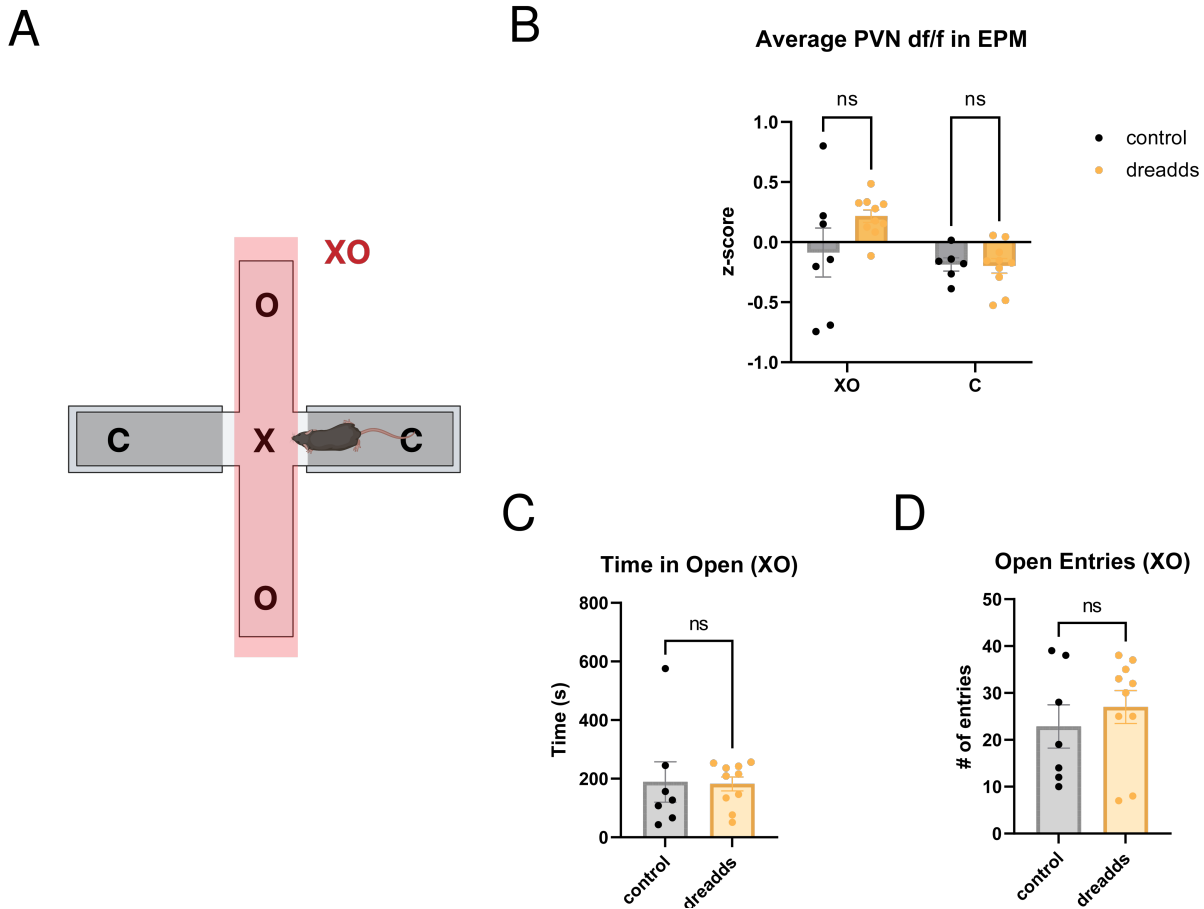 A
XO
O
C
X
C
O
B
Average PVN df/f in EPM
ns
ns
1.0
0.5
0.0
-0.5
-1.0
z-score
XO
C
control
dreadds
C
Time in Open (XO)
ns
800
600
400
200
0
Time (s)
control
dreadds
D
Open Entries (XO)
ns
50
40
30
20
10
0
# of entries
control
dreadds